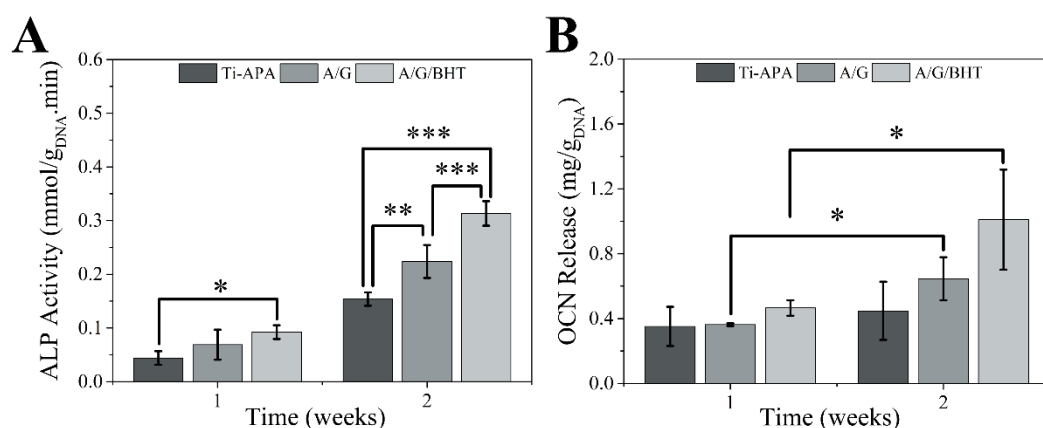 A
ALP Activity (mmol/gDNA.min)
0.6
0.5
0.4
0.3
0.2
0.1
0.0
Ti-APA A/G A/G/BHT
***
***
**
*
1 2
Time (weeks)
B
OCN Release (mg/gDNA)
2.0
1.6
1.2
0.8
0.4
0.0
Ti-APA A/G A/G/BHT
*
*
1 2
Time (weeks)